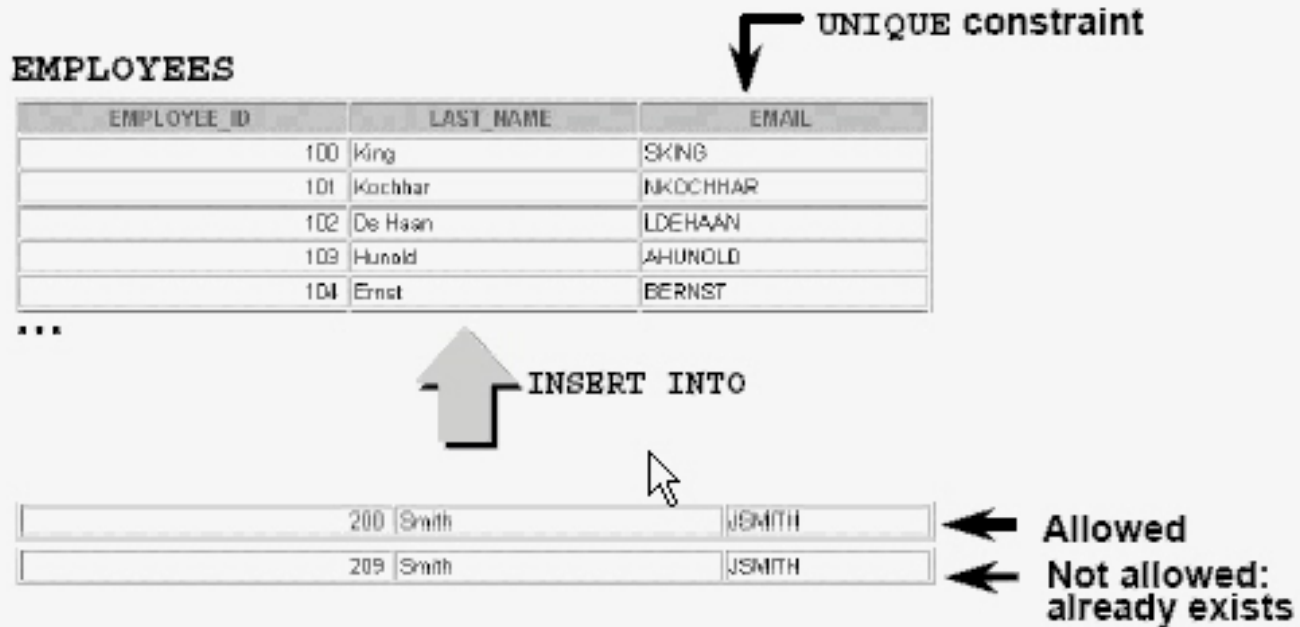 UNIQUE constraint
EMPLOYEES
EMPLOYEE_ID LAST_NAME EMAIL
100 King SKING
101 Kochhar NKOCHHAR
102 De Haan LDEHAAN
103 Hunold AHUNOLD
104 Ernst BERNST
...
INSERT INTO
200 Smith JSMITH
Allowed
209 Smith JSMITH
Not allowed:
already exists